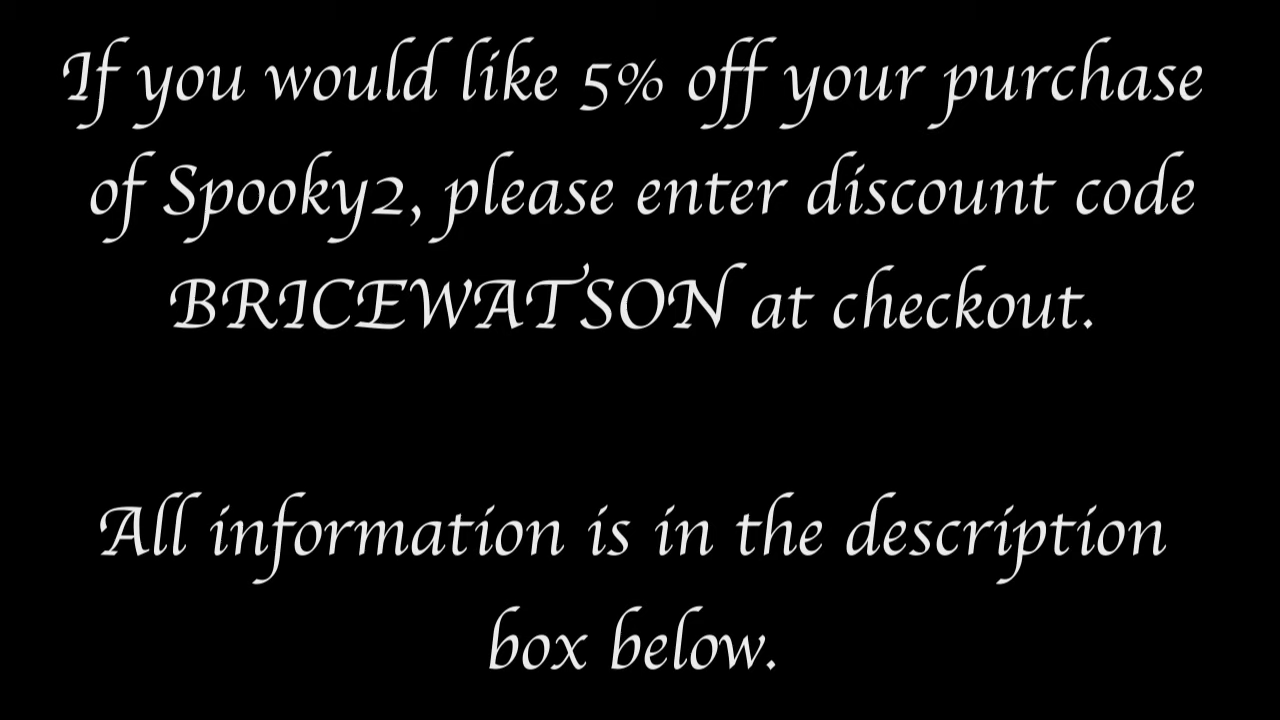 If you would like 5% off your purchase
of Spooky2, please enter discount code
BRICEWATSON at checkout.
All information is in the description
box below.